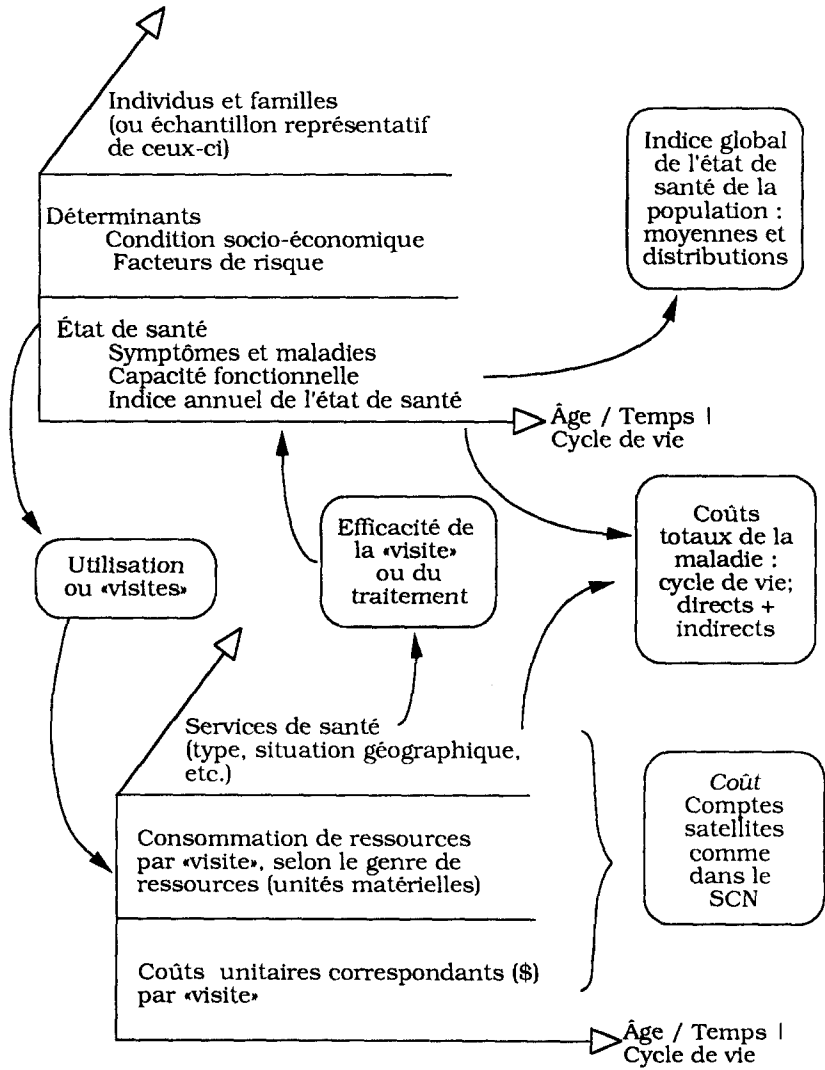 Individus et familles
(ou échantillon représentatif
de ceux-ci)
Déterminants
Condition socio-économique
Facteurs de risque
État de santé
Symptômes et maladies
Capacité fonctionnelle
Indice annuel de l'état de santé
Indice global
de l'état de
santé de la
population :
moyennes et
distributions
Âge / Temps |
Cycle de vie
Utilisation
ou «visites»
Efficacité de
la «visite»
ou du
traitement
Coûts
totaux de la
maladie :
cycle de vie;
directs +
indirects
Services de santé
(type, situation géographique,
etc.)
Consommation de ressources
par «visite», selon le genre de
ressources (unités matérielles)
Coûts unitaires correspondants ($)
par «visite»
Coût
Comptes
satellites
comme
dans le
SCN
Âge / Temps |
Cycle de vie